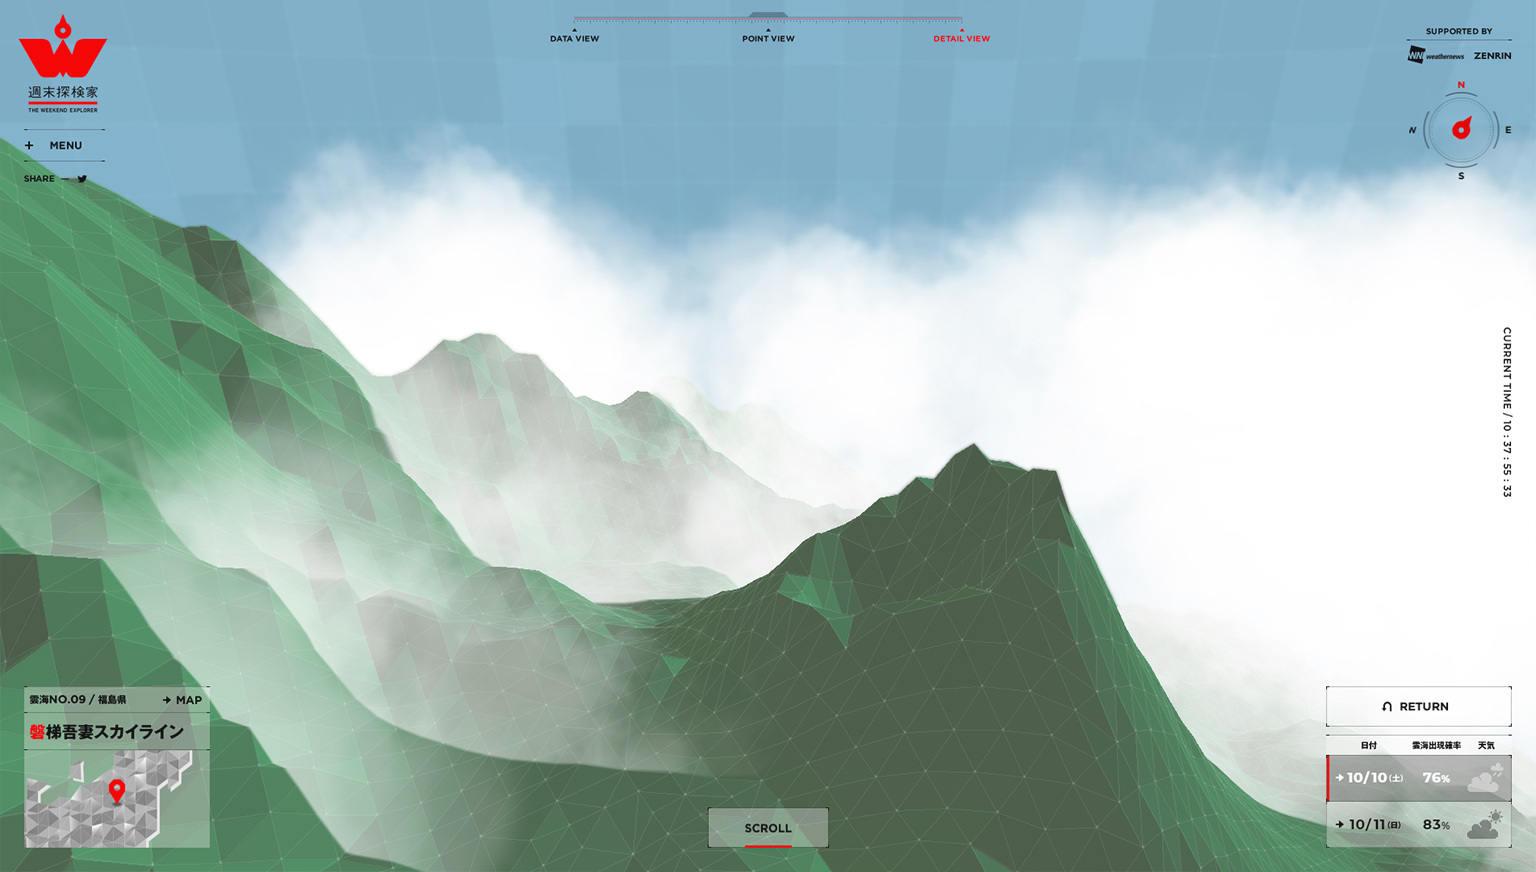 週末探検家
THE WEEKEND EXPLORER
+ MENU
SHARE
DATA VIEW
POINT VIEW
DETAIL VIEW
SUPPORTED BY
WNI weathernews ZENRIN
N
N
E
S
CURRENT TIME / 10 : 37 : 55 : 33
雲海NO.09 / 福島県
MAP
磐梯吾妻スカイライン
SCROLL
RETURN
日付 雲海出現確率 天気
10/10(土) 76%
10/11(日) 83%